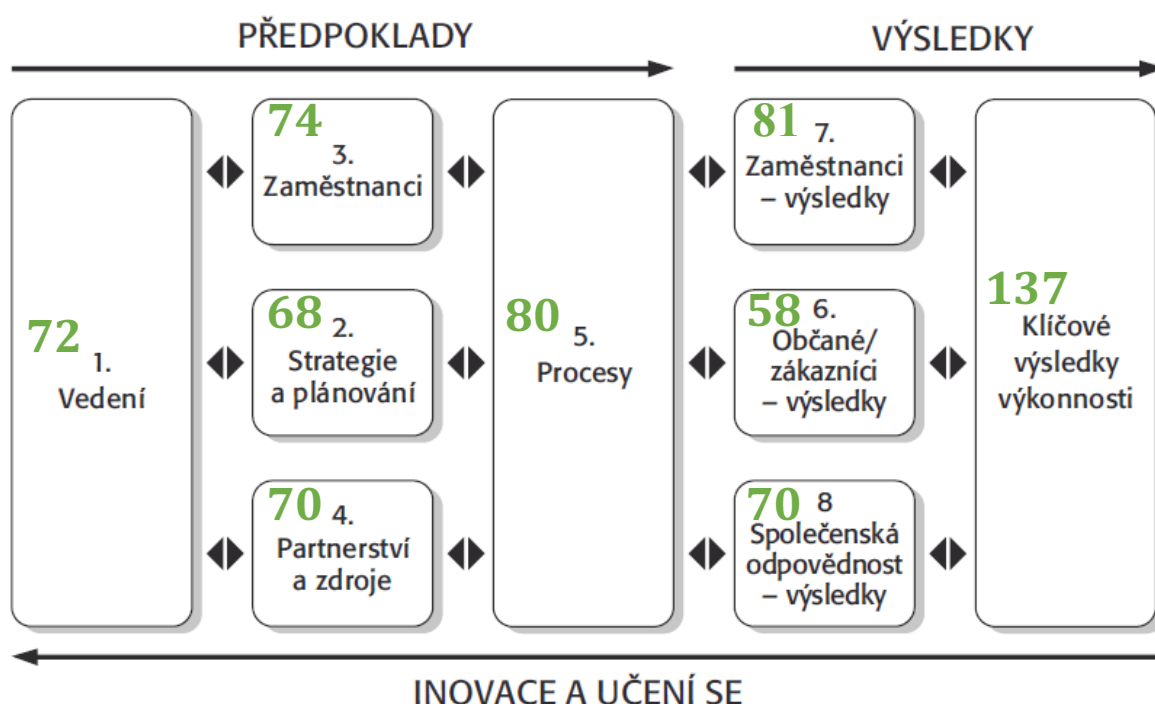 PŘEDPOKLADY
VÝSLEDKY
72
1.
Vedení
74
3.
Zaměstnanci
68
2.
Strategie
a plánování
70
4.
Partnerství
a zdroje
80
5.
Procesy
81
7.
Zaměstnanci
– výsledky
58
6.
Občané/
zákazníci
– výsledky
70
8
Společenská
odpovědnost
– výsledky
137
Klíčové
výsledky
výkonnosti
INOVACE A UČENÍ SE